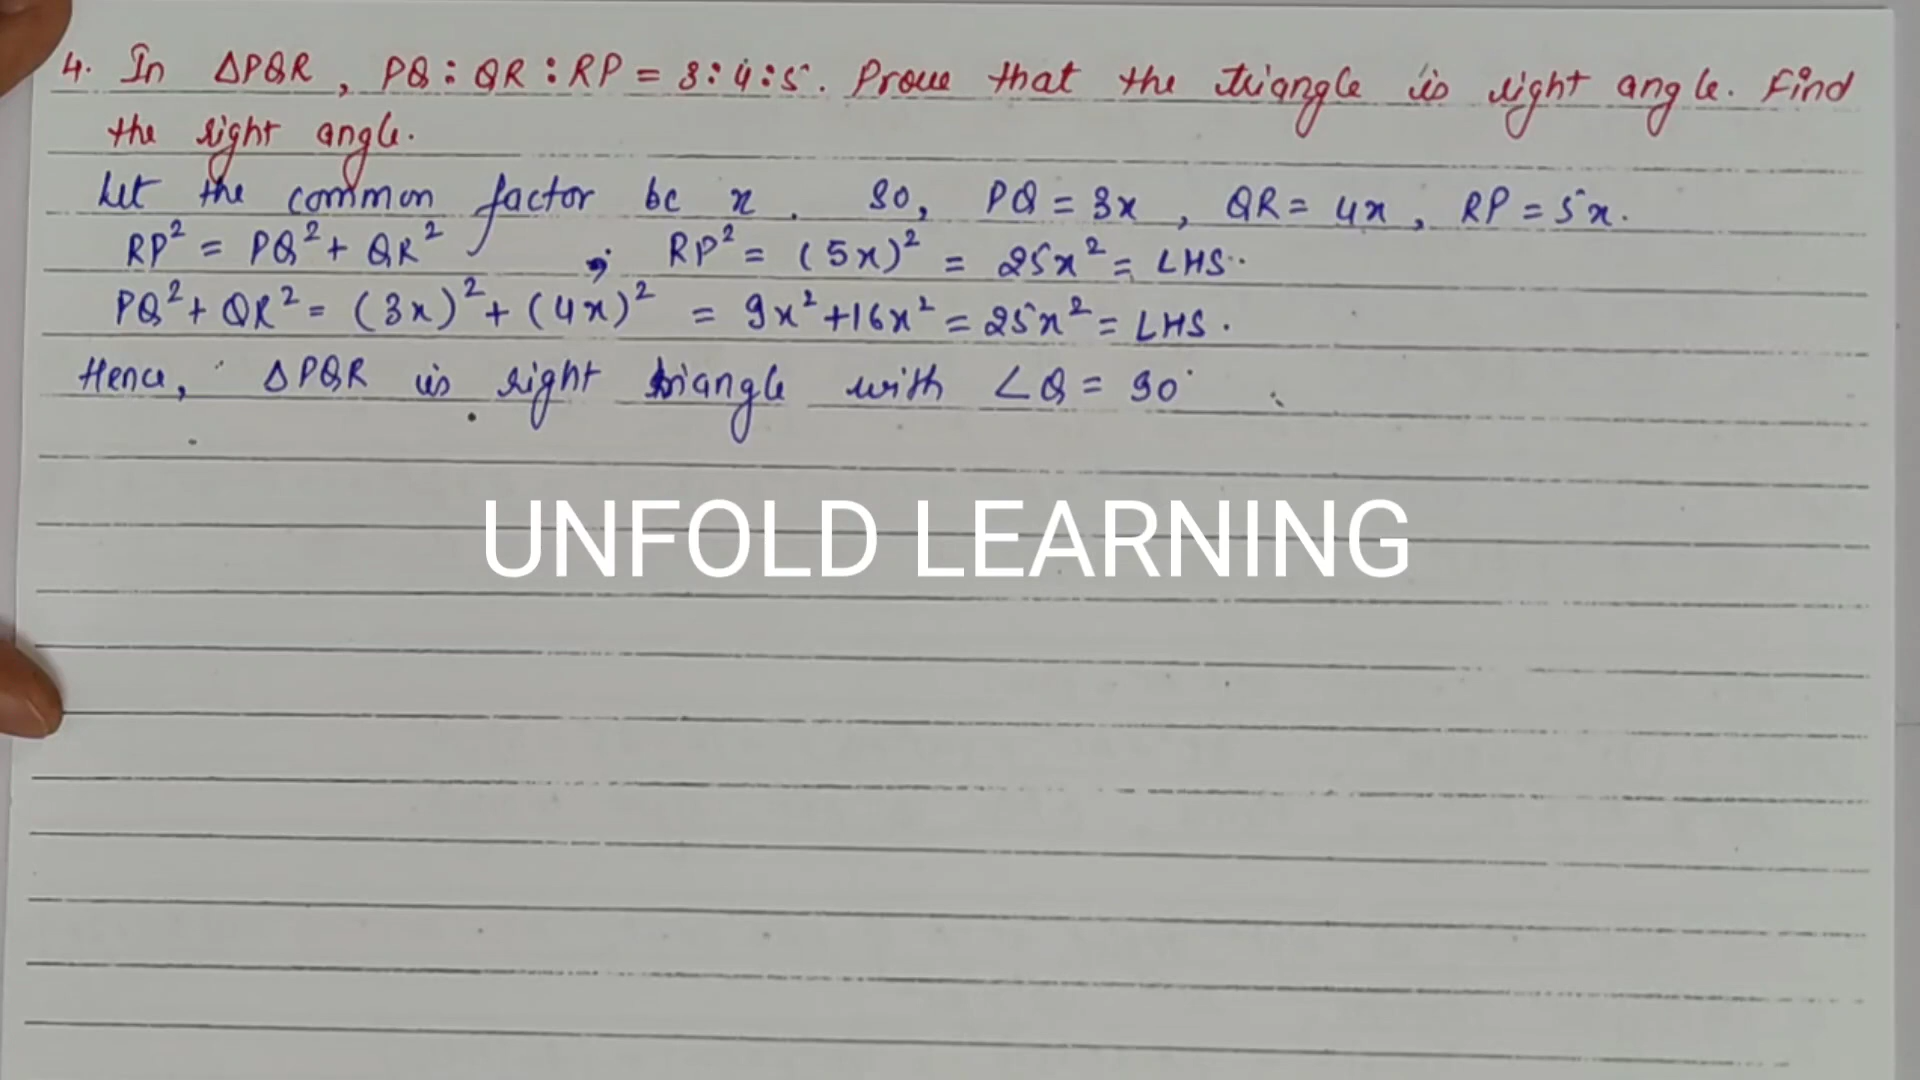 4. In ΔPQR, PQ : QR : RP = 3:4:5. Prove that the triangle is right angle. Find
the right angle.
Let the common factor be x. So, PQ = 3x, QR = 4x, RP = 5x.
RP² = PQ² + QR² ; RP² = (5x)² = 25x² = LHS.
PQ² + QR² = (3x)² + (4x)² = 9x² + 16x² = 25x² = LHS.
Hence, ΔPQR is right triangle with ∠Q = 90°
UNFOLD LEARNING